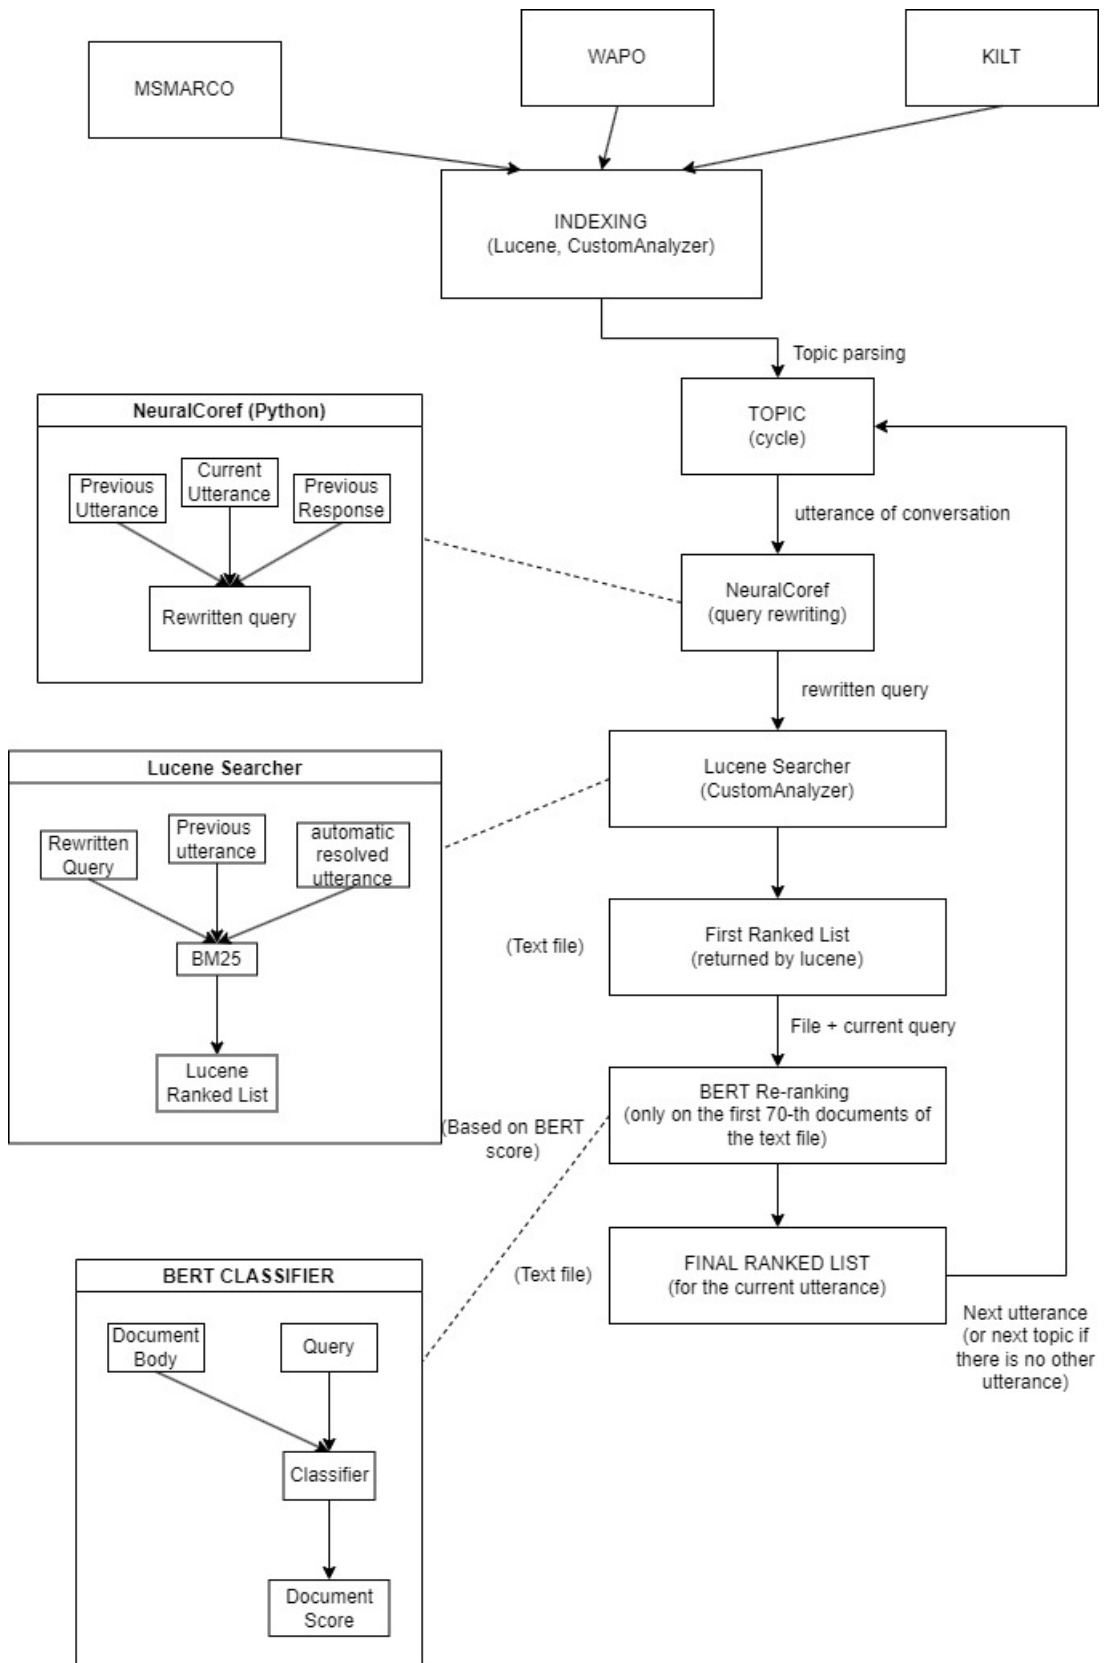 MSMARCO
WAPO
KILT
INDEXING
(Lucene, CustomAnalyzer)
Topic parsing
TOPIC
(cycle)
utterance of conversation
NeuralCoref (Python)
Previous
Utterance
Current
Utterance
Previous
Response
Rewritten query
NeuralCoref
(query rewriting)
rewritten query
Lucene Searcher
(CustomAnalyzer)
Lucene Searcher
Rewritten
Query
Previous
utterance
automatic
resolved
utterance
BM25
Lucene
Ranked List
(Text file)
First Ranked List
(returned by lucene)
File + current query
BERT Re-ranking
(only on the first 70-th documents of
the text file)
(Based on BERT
score)
(Text file)
FINAL RANKED LIST
(for the current utterance)
Next utterance
(or next topic if
there is no other
utterance)
BERT CLASSIFIER
Document
Body
Query
Classifier
Document
Score